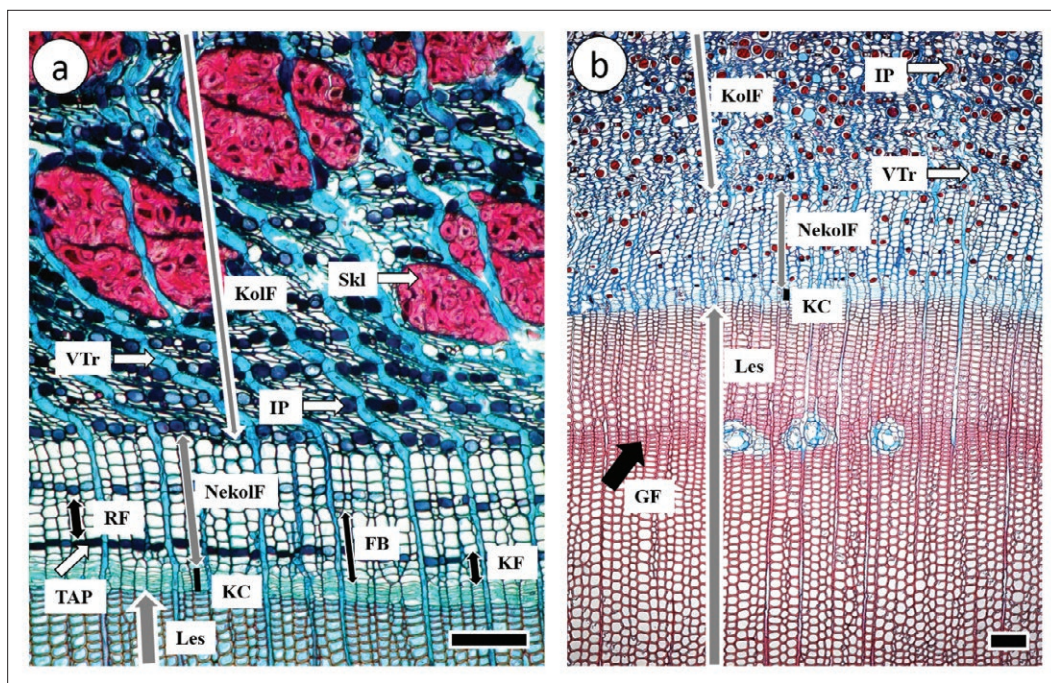 a
KolF
Skl
VTr
IP
NekolF
RF
FB
KF
TAP
KC
Les
b
IP
KolF
VTr
NekolF
KC
Les
GF